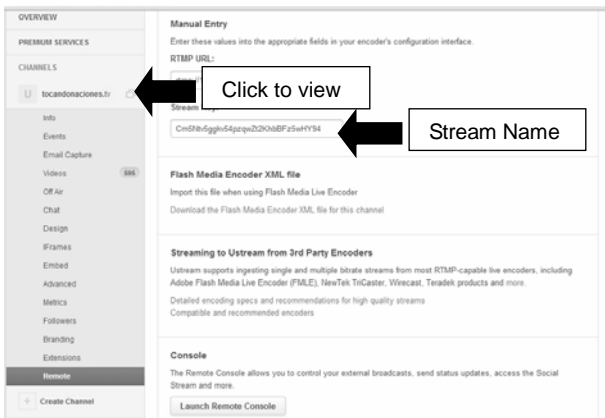 OVERVIEW
PREMIUM SERVICES
CHANNELS
U tocandonaciones.tv
Info
Events
Email Capture
Videos 595
Off Air
Chat
Design
IFrames
Embed
Advanced
Metrics
Followers
Branding
Extensions
Remote
+ Create Channel
Manual Entry
Enter these values into the appropriate fields in your encoder's configuration interface.
RTMP URL:
Click to view
Stream
Stream Name
Flash Media Encoder XML file
Import this file when using Flash Media Live Encoder
Download the Flash Media Encoder XML file for this channel
Streaming to Ustream from 3rd Party Encoders
Ustream supports ingesting single and multiple bitrate streams from most RTMP-capable live encoders, including
Adobe Flash Media Live Encoder (FMLE), NewTek TriCaster, Wirecast, Teradek products and more.
Detailed encoding specs and recommendations for high quality streams
Compatible and recommended encoders
Console
The Remote Console allows you to control your external broadcasts, send status updates, access the Social
Stream and more.
Launch Remote Console